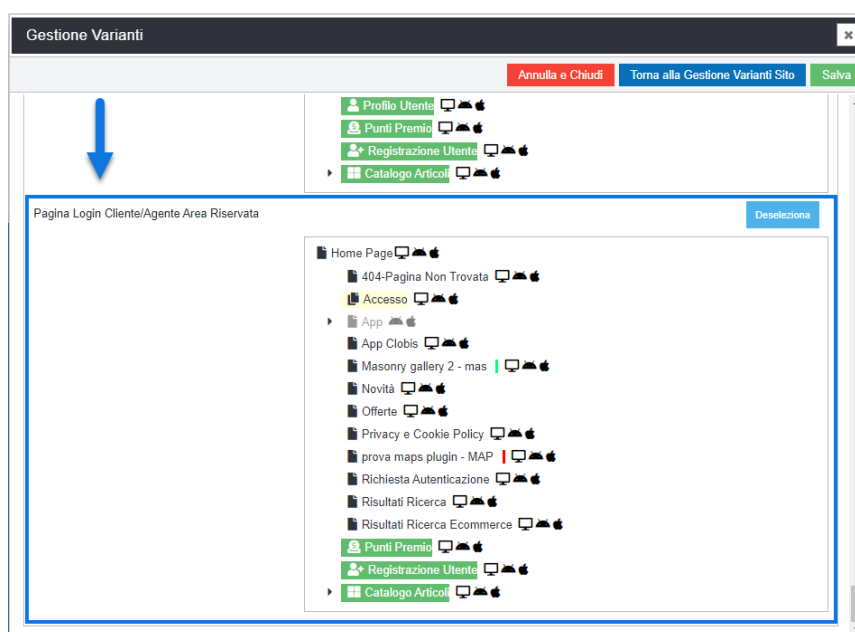 Gestione Varianti
Annulla e Chiudi Torna alla Gestione Varianti Sito Salva
Profilo Utente
Punti Premio
Registrazione Utente
Catalogo Articoli
Pagina Login Cliente/Agente Area Riservata Deseleziona
Home Page
404-Pagina Non Trovata
Accesso
App
App Clobis
Masonry gallery 2 - mas
Novità
Offerte
Privacy e Cookie Policy
prova maps plugin - MAP
Richiesta Autenticazione
Risultati Ricerca
Risultati Ricerca Ecommerce
Punti Premio
Registrazione Utente
Catalogo Articoli